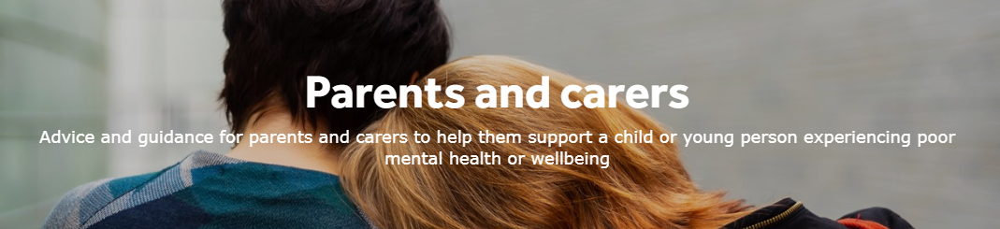 Parents and carers
Advice and guidance for parents and carers to help them support a child or young person experiencing poor
mental health or wellbeing